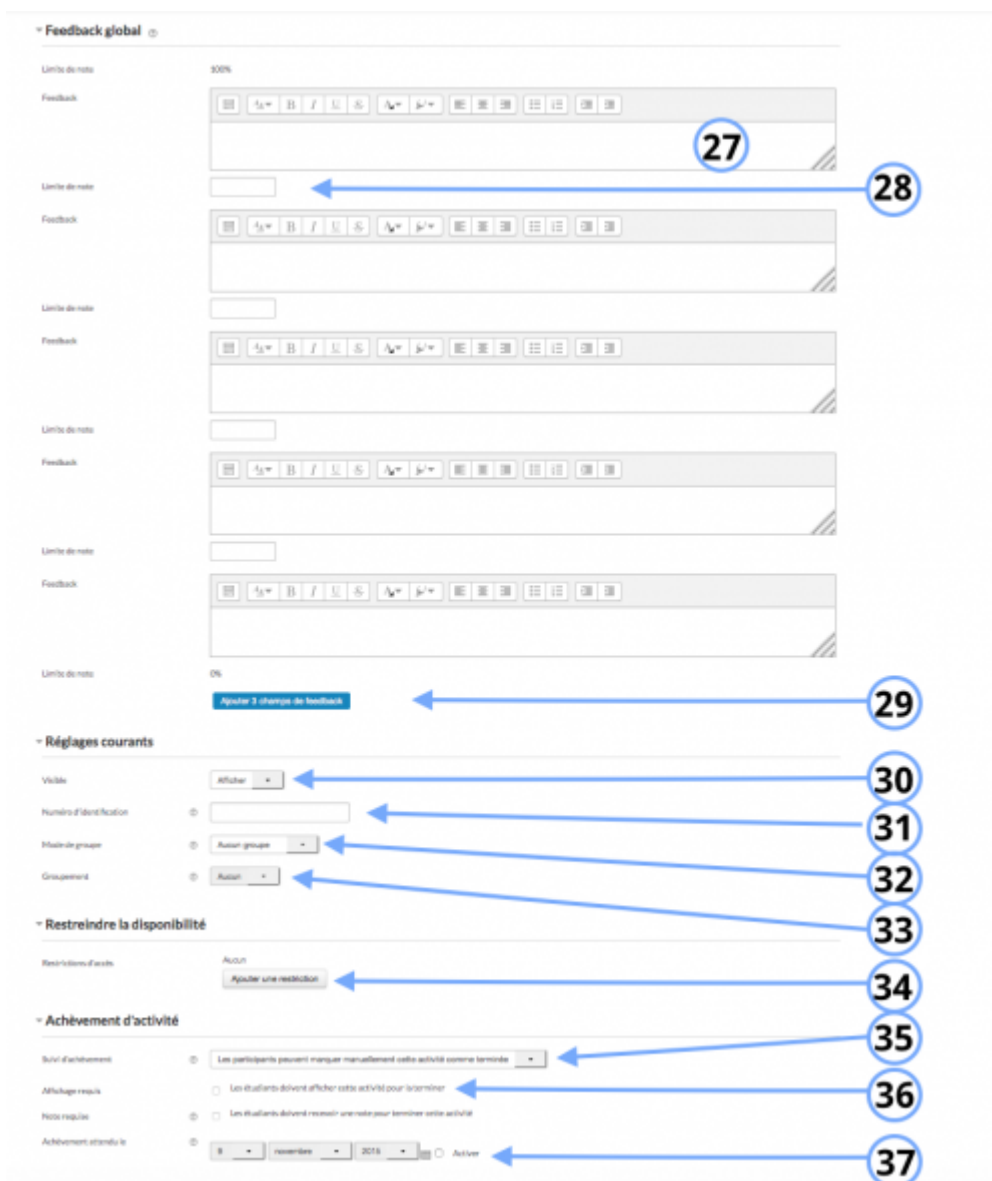 Feedback global
Limite de note 100%
Feedback
27
Limite de note
28
Feedback
Limite de note
Feedback
Limite de note
Feedback
Limite de note
Feedback
Limite de note 0%
Ajouter 3 champs de feedback
29
Réglages courants
Visible Afficher
30
Numéro d'identification
31
Mode de groupe Aucun groupe
32
Groupement Aucun
33
Restreindre la disponibilité
Restrictions d'accès Aucun
Ajouter une restriction
34
Achèvement d'activité
35
Suivi d'achèvement Les participants peuvent marquer manuellement cette activité comme terminée
Affichage requis Les étudiants doivent afficher cette activité pour la terminer
36
Note requise Les étudiants doivent recevoir une note pour terminer cette activité
Achèvement attendu le 8 novembre 2016 Activer
37